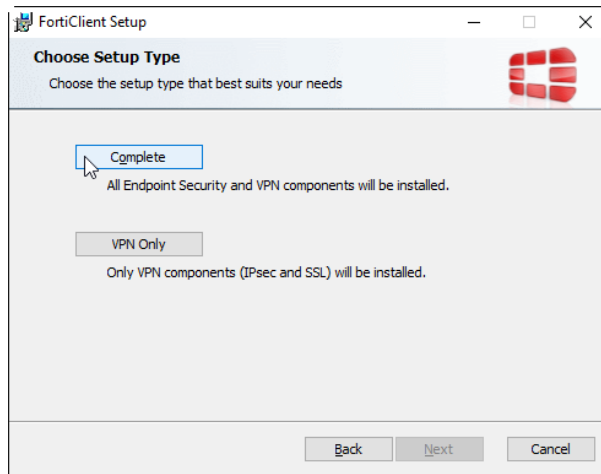 FortiClient Setup
Choose Setup Type
Choose the setup type that best suits your needs
Complete
All Endpoint Security and VPN components will be installed.
VPN Only
Only VPN components (IPsec and SSL) will be installed.
Back Next Cancel